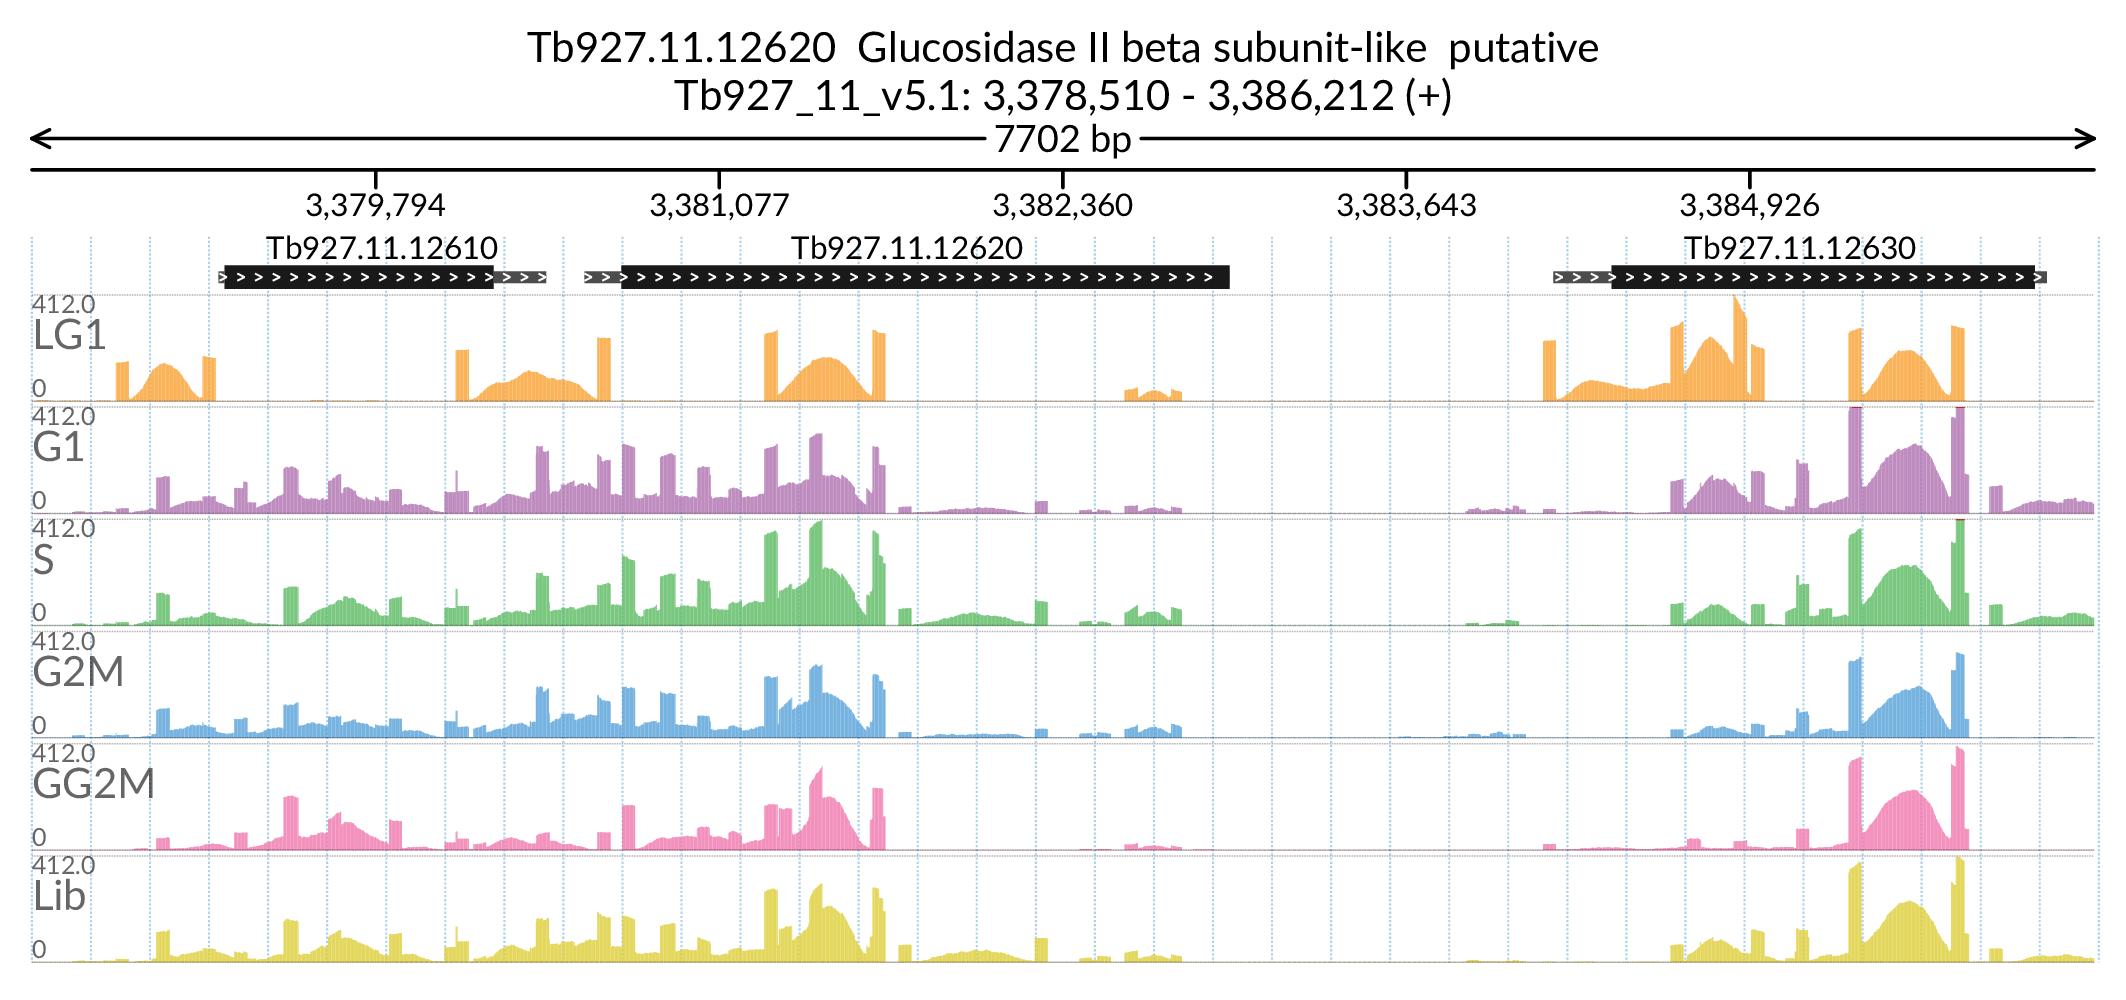 Tb927.11.12620 Glucosidase II beta subunit-like putative
Tb927_11_v5.1: 3,378,510 - 3,386,212 (+)
7702 bp
3,379,794 3,381,077 3,382,360 3,383,643 3,384,926
Tb927.11.12610 Tb927.11.12620 Tb927.11.12630
412.0
LG1
0
412.0
G1
0
412.0
S
0
412.0
G2M
0
412.0
GG2M
0
412.0
Lib
0